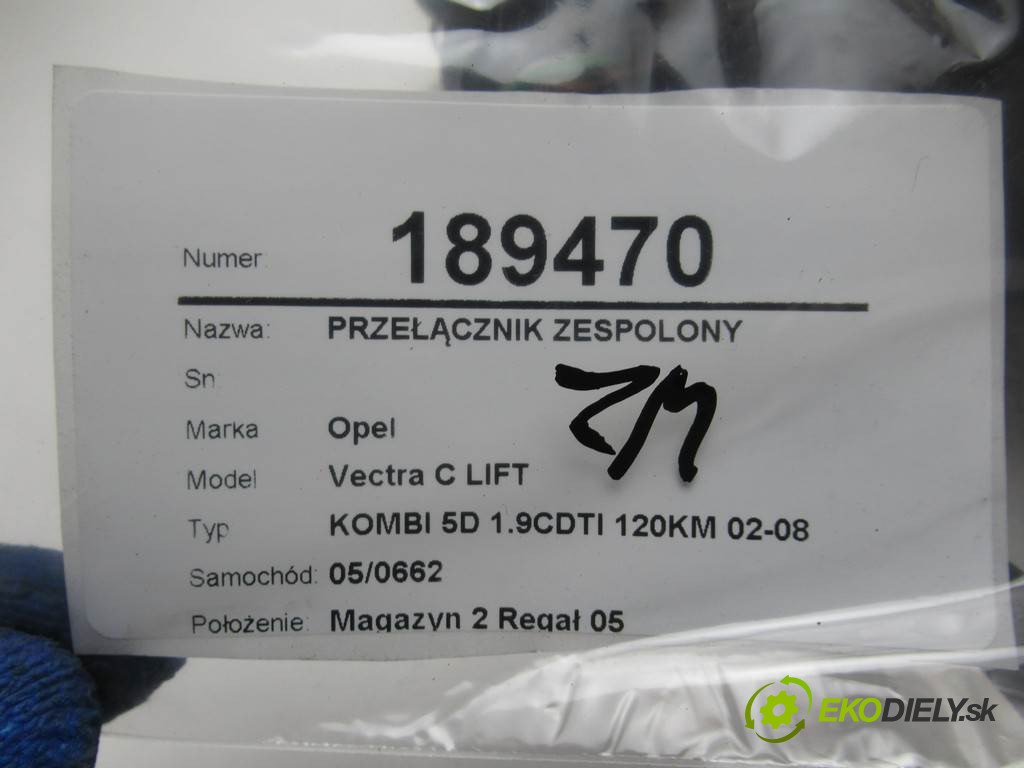 Numer 189470
Nazwa: PRZEŁĄCZNIK ZESPOLONY
Sn
Marka Opel
Model Vectra C LIFT
Typ KOMBI 5D 1.9CDTI 120KM 02-08
Samochód: 05/0662
Położenie: Magazyn 2 Regał 05
EKODIELY.sk